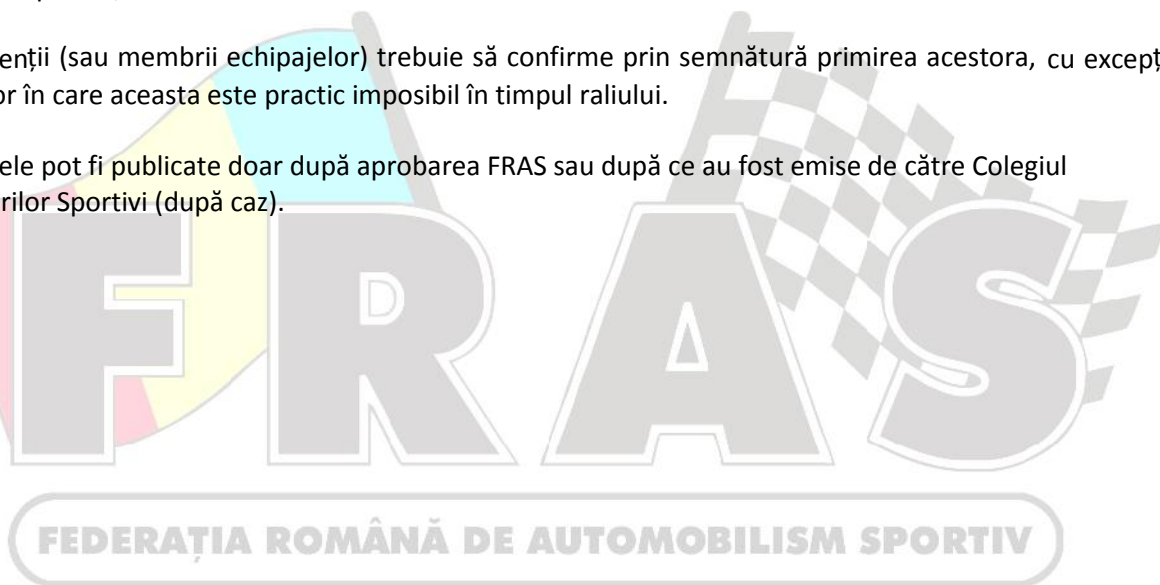 enții (sau membrii echipajelor) trebuie să confirme prin semnătură primirea acestora, cu excepț
or în care aceasta este practic imposibil în timpul raliului.
ele pot fi publicate doar după aprobarea FRAS sau după ce au fost emise de către Colegiul
rilor Sportivi (după caz).
FRAS
FEDERAȚIA ROMÂNĂ DE AUTOMOBILISM SPORTIV